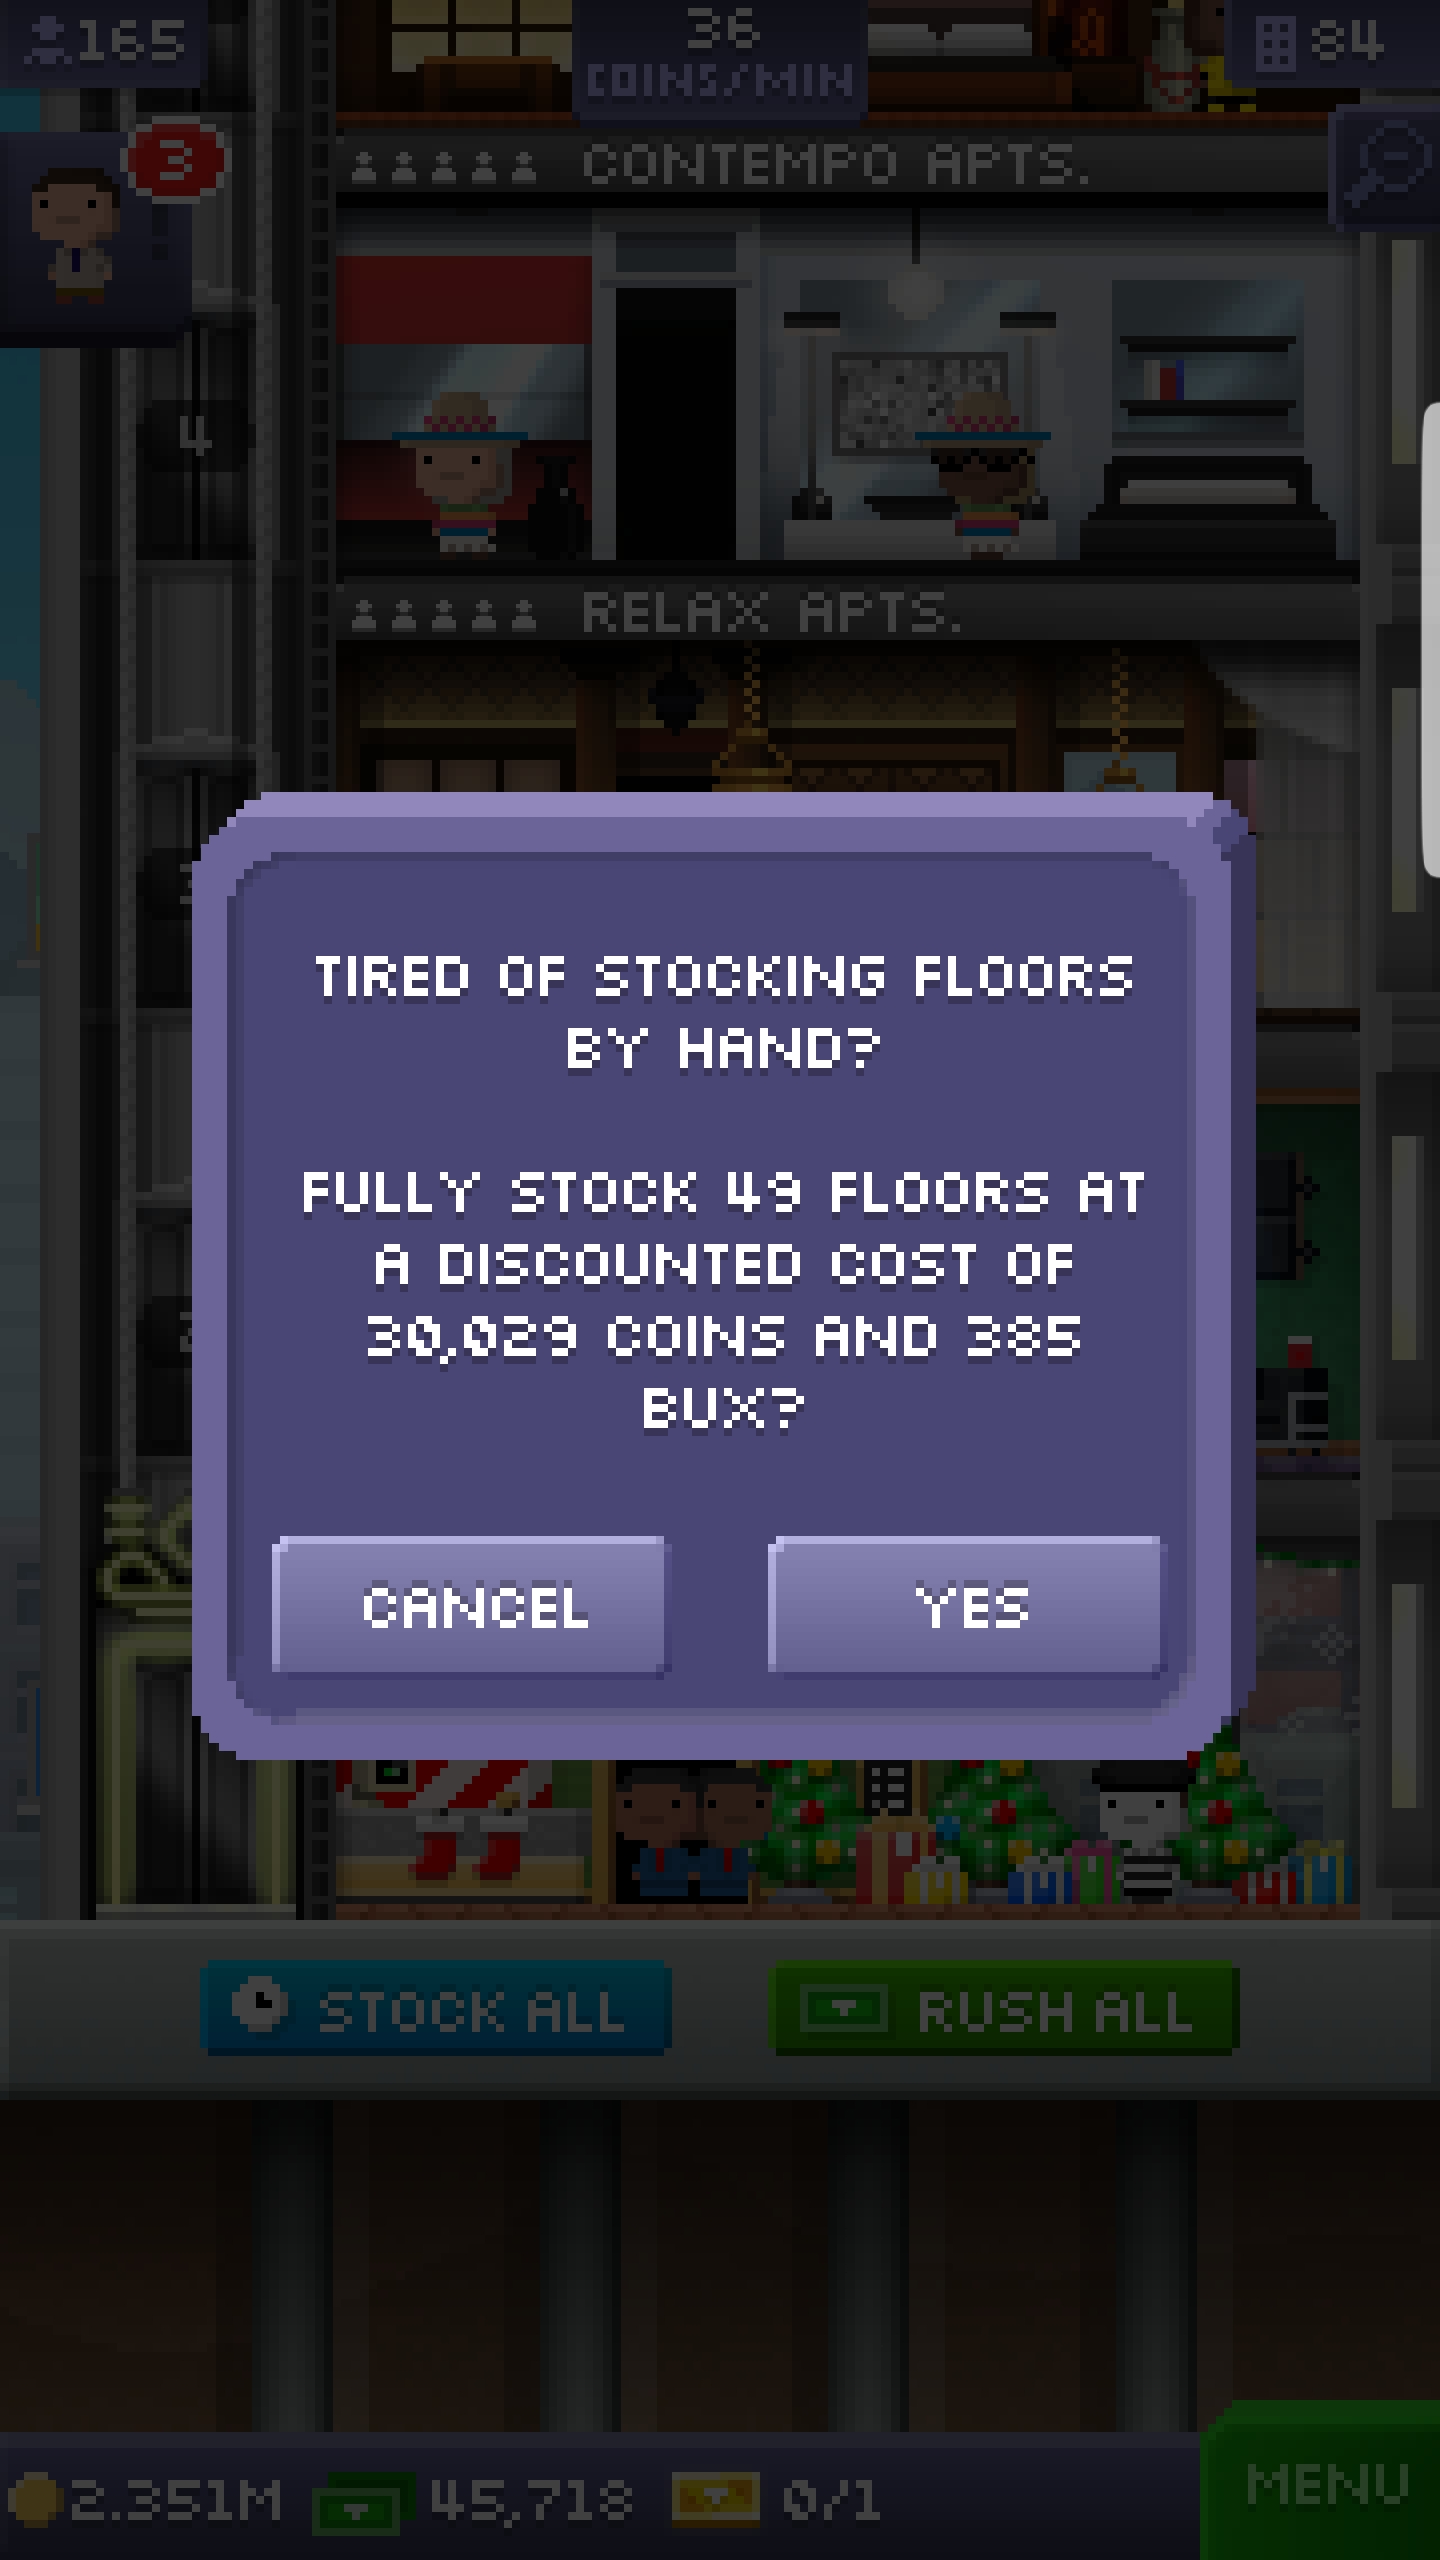 165
36
COINS/MIN
84
3
CONTEMPO APTS.
4
RELAX APTS.
TIRED OF STOCKING FLOORS
BY HAND?
FULLY STOCK 49 FLOORS AT
A DISCOUNTED COST OF
30,029 COINS AND 385
BUX?
CANCEL
YES
STOCK ALL
RUSH ALL
2.351M
45,718
0/1
MENU